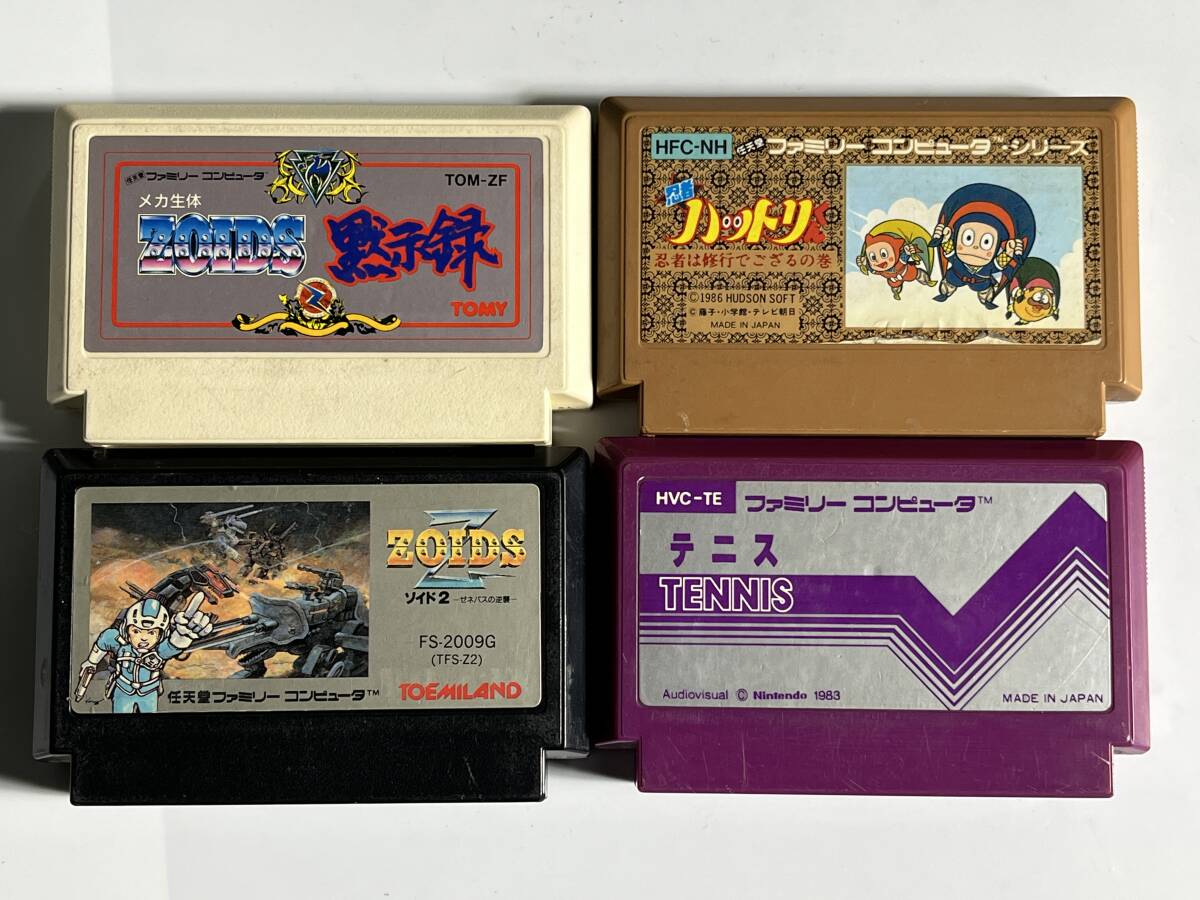 任天堂 ファミリー コンピュータ
TOM-ZF
メカ生体
ZOIDS 黙示録
TOMY
HFC-NH 任天堂 ファミリー コンピュータ™・シリーズ
忍者
ハットリくん
忍者は修行でござるの巻
©1986 HUDSON SOFT
©藤子・小学館・テレビ朝日
MADE IN JAPAN
Z
ZOIDS
ゾイド2 −ゼネバスの逆襲−
FS-2009G
(TFS-Z2)
任天堂 ファミリー コンピュータ™
TOEMILAND
HVC-TE ファミリー コンピュータ™
テニス
TENNIS
Audiovisual © Nintendo 1983
MADE IN JAPAN